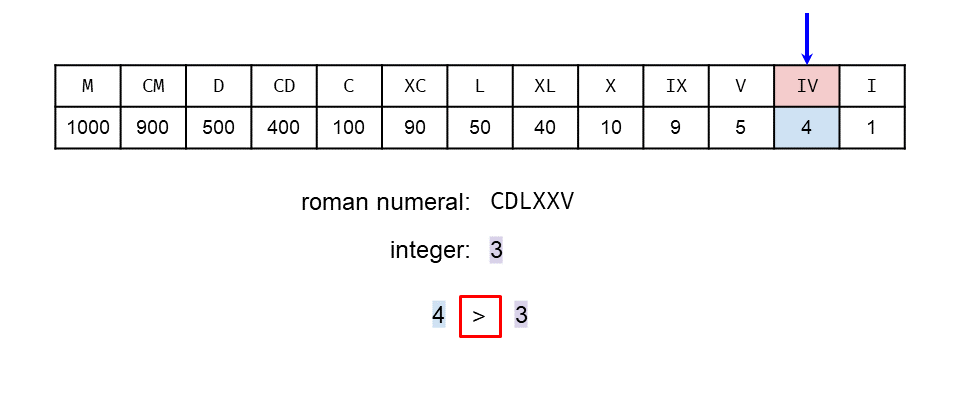 M CM D CD C XC L XL X IX V IV I
1000 900 500 400 100 90 50 40 10 9 5 4 1
roman numeral: CDLXXV
integer: 3
4 > 3